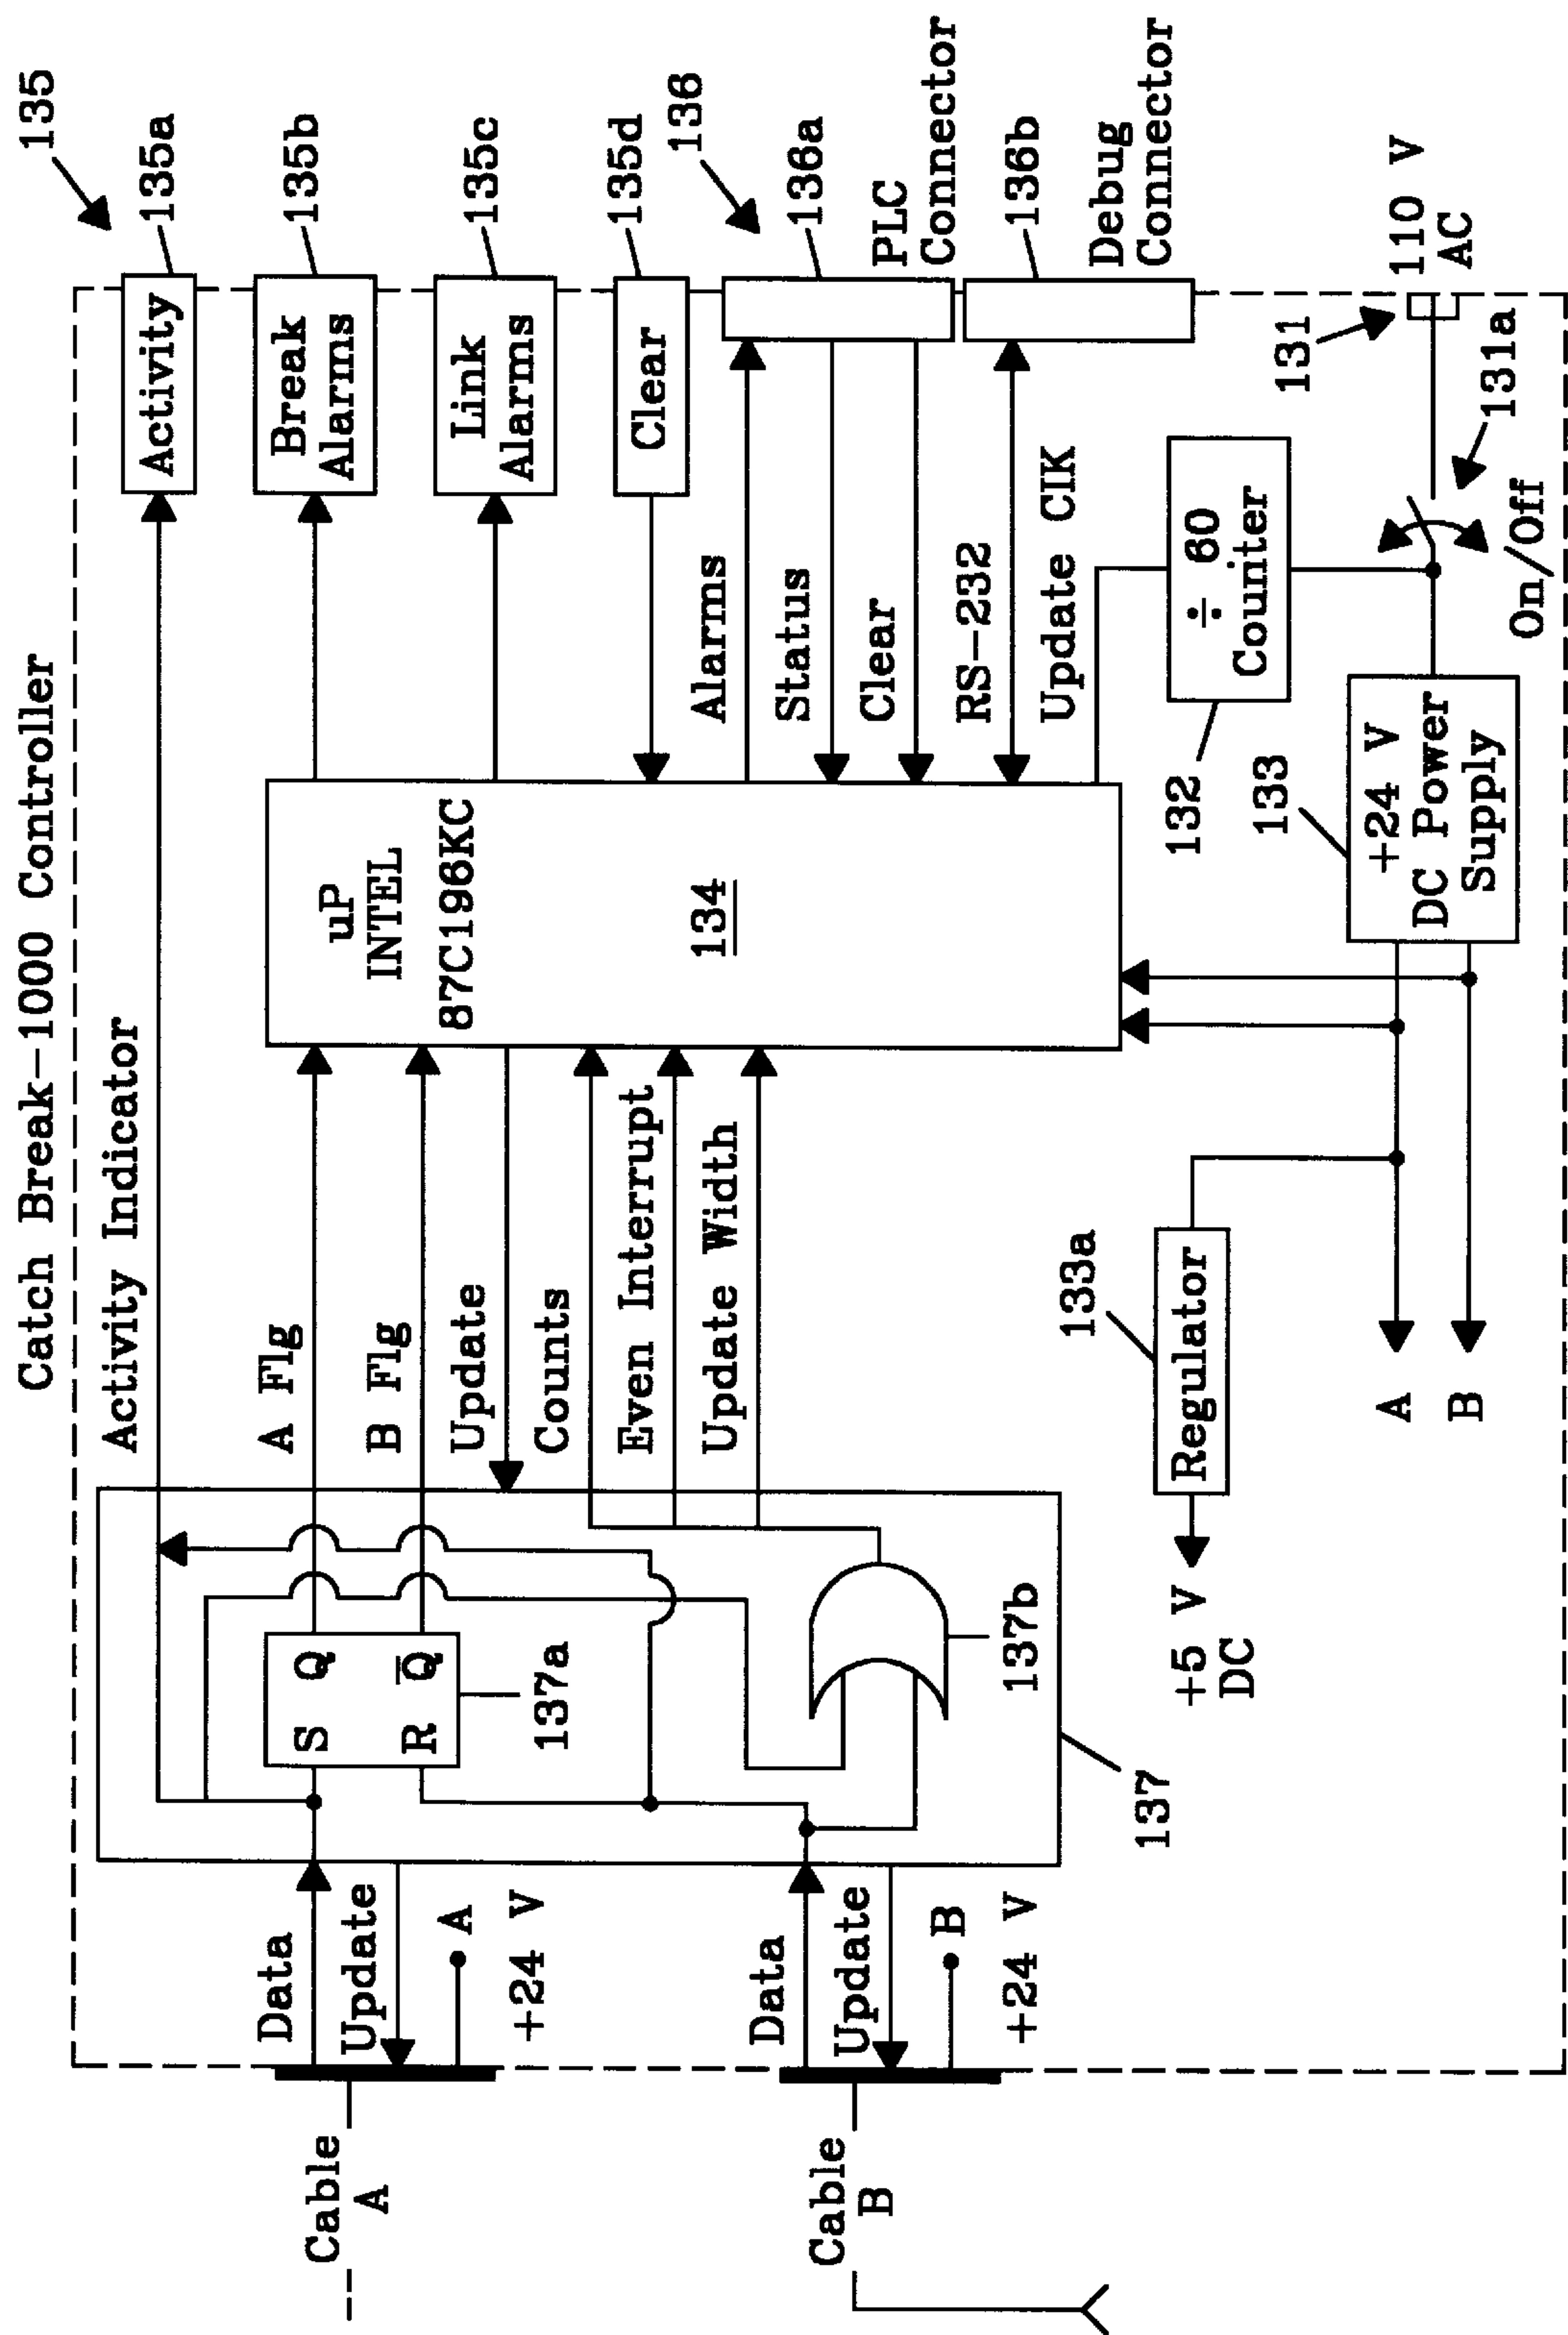 Catch Break-1000 Controller
135
Activity Indicator
Activity
135a
A Flg
Break
Alarms
135b
B Flg
Update
Counts
Even Interrupt
Update Width
uP
INTEL
87C196KC
134
Link
Alarms
135c
Clear
135d
136
Alarms
Status
Clear
136a
PLC
Connector
RS-232
136b
Debug
Connector
Update ClK
S Q
R Q
137a
137b
137
Data
Update
A
+24 V
Cable
A
Data
Update
B
+24 V
Cable
B
÷ 60
Counter
132
131
110 V
AC
131a
On/Off
133
+24 V
DC Power
Supply
133a
Regulator
+5 V
DC
A
B